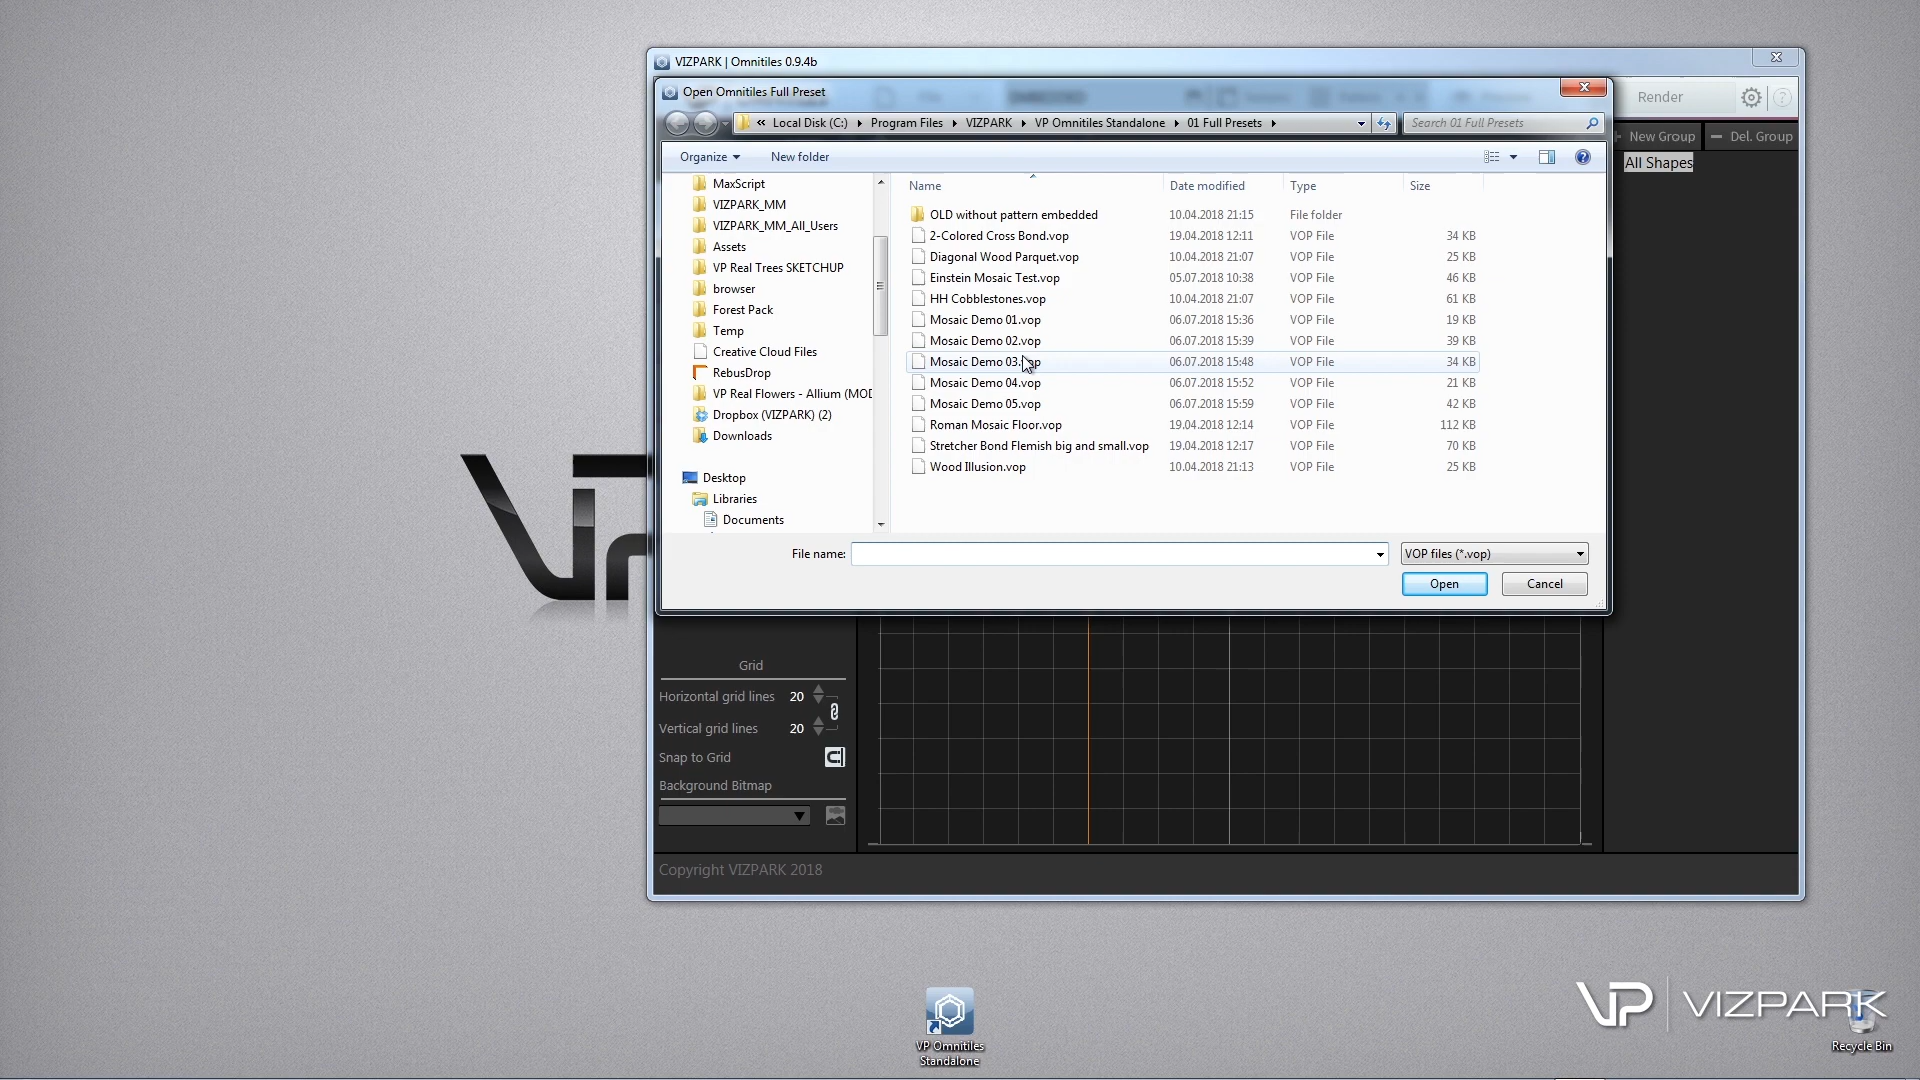 VIZPARK | Omnitiles 0.9.4b
Open Omnitiles Full Preset
Render
« Local Disk (C:) Program Files VIZPARK VP Omnitiles Standalone 01 Full Presets
Search 01 Full Presets
New Group Del. Group
Organize New folder
All Shapes
Name Date modified Type Size
MaxScript
VIZPARK_MM
VIZPARK_MM_All_Users
Assets
VP Real Trees SKETCHUP
browser
Forest Pack
Temp
Creative Cloud Files
RebusDrop
VP Real Flowers - Allium (MOD
Dropbox (VIZPARK) (2)
Downloads
Desktop
Libraries
Documents
OLD without pattern embedded 10.04.2018 21:15 File folder
2-Colored Cross Bond.vop 19.04.2018 12:11 VOP File 34 KB
Diagonal Wood Parquet.vop 10.04.2018 21:07 VOP File 25 KB
Einstein Mosaic Test.vop 05.07.2018 10:38 VOP File 46 KB
HH Cobblestones.vop 10.04.2018 21:07 VOP File 61 KB
Mosaic Demo 01.vop 06.07.2018 15:36 VOP File 19 KB
Mosaic Demo 02.vop 06.07.2018 15:39 VOP File 39 KB
Mosaic Demo 03.vop 06.07.2018 15:48 VOP File 34 KB
Mosaic Demo 04.vop 06.07.2018 15:52 VOP File 21 KB
Mosaic Demo 05.vop 06.07.2018 15:59 VOP File 42 KB
Roman Mosaic Floor.vop 19.04.2018 12:14 VOP File 112 KB
Stretcher Bond Flemish big and small.vop 19.04.2018 12:17 VOP File 70 KB
Wood Illusion.vop 10.04.2018 21:13 VOP File 25 KB
File name: VOP files (*.vop)
Open Cancel
Grid
Horizontal grid lines 20
Vertical grid lines 20
Snap to Grid
Background Bitmap
Copyright VIZPARK 2018
VP Omnitiles
Standalone
VP | VIZPARK
Recycle Bin